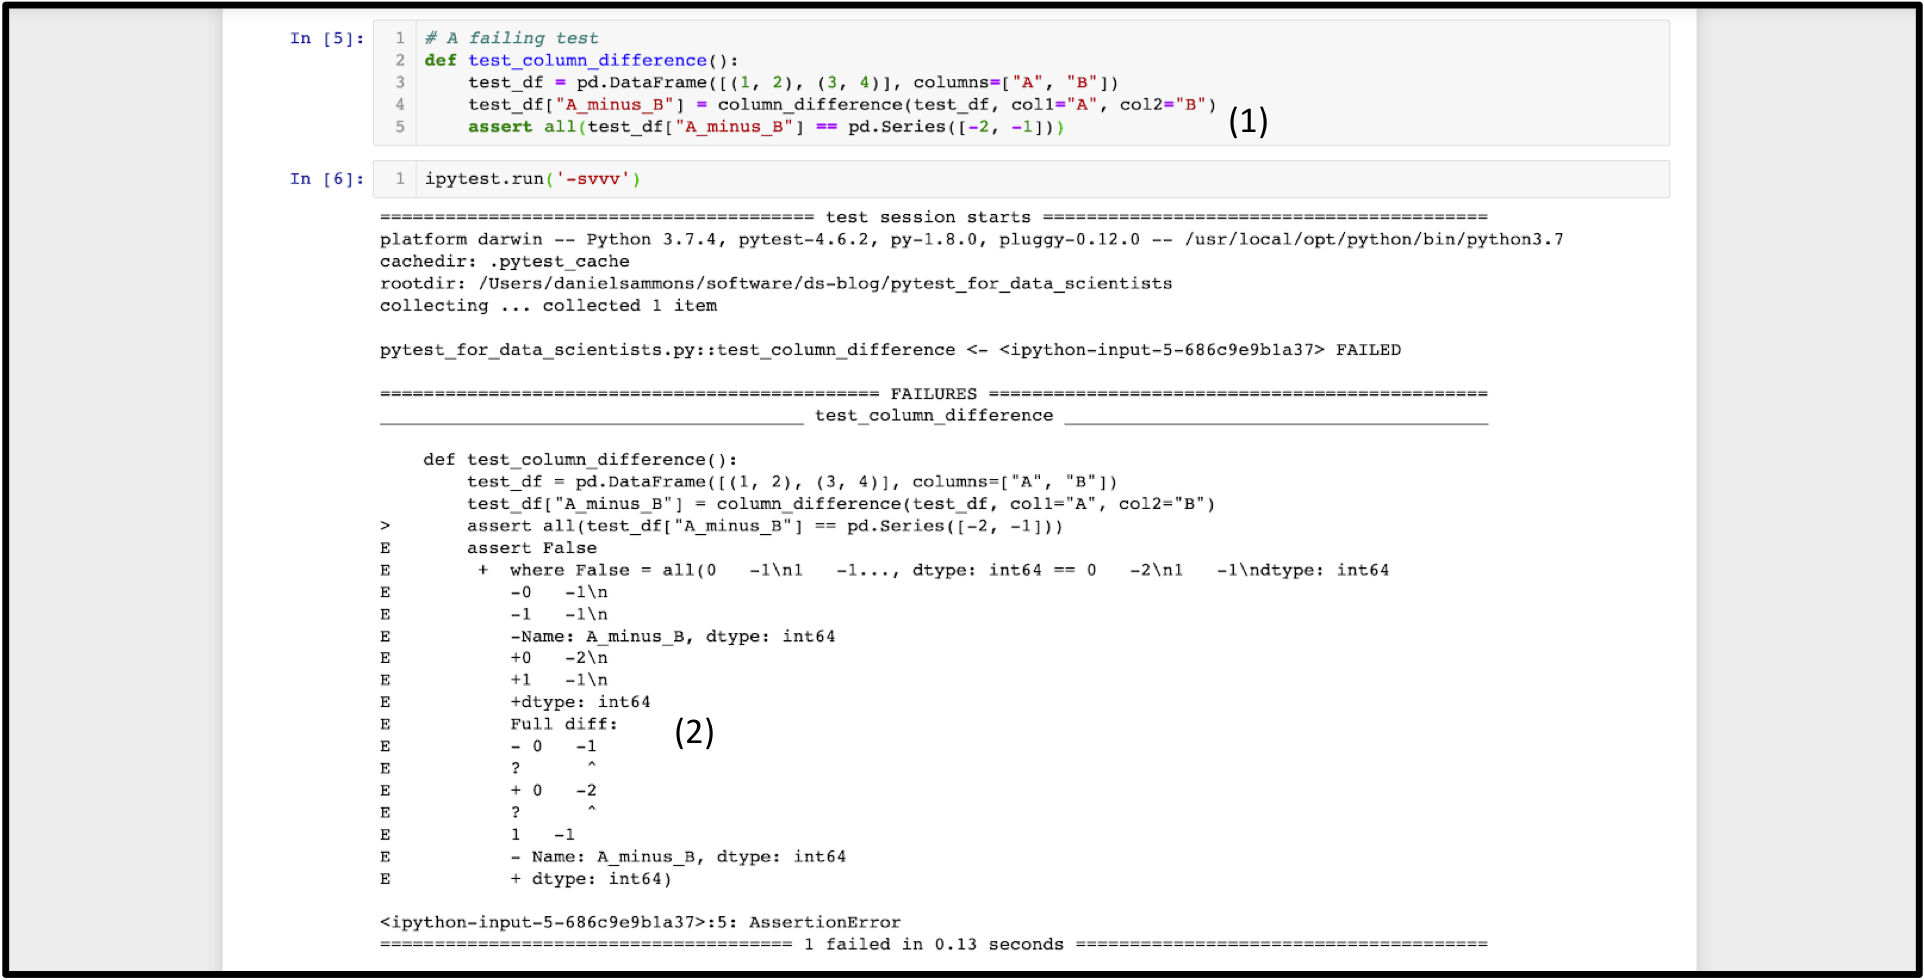 In [5]:
1 # A failing test
2 def test_column_difference():
3     test_df = pd.DataFrame([(1, 2), (3, 4)], columns=["A", "B"])
4     test_df["A_minus_B"] = column_difference(test_df, col1="A", col2="B")
5     assert all(test_df["A_minus_B"] == pd.Series([-2, -1]))
(1)
In [6]:
1 ipytest.run('-svvv')
======================================== test session starts =========================================
platform darwin -- Python 3.7.4, pytest-4.6.2, py-1.8.0, pluggy-0.12.0 -- /usr/local/opt/python/bin/python3.7
cachedir: .pytest_cache
rootdir: /Users/danielsammons/software/ds-blog/pytest_for_data_scientists
collecting ... collected 1 item
pytest_for_data_scientists.py::test_column_difference <- <ipython-input-5-686c9e9b1a37> FAILED
============================================== FAILURES ==============================================
_______________________________________ test_column_difference _______________________________________
    def test_column_difference():
        test_df = pd.DataFrame([(1, 2), (3, 4)], columns=["A", "B"])
        test_df["A_minus_B"] = column_difference(test_df, col1="A", col2="B")
>       assert all(test_df["A_minus_B"] == pd.Series([-2, -1]))
E       assert False
E        +  where False = all(0   -1\n1   -1..., dtype: int64 == 0   -2\n1   -1\ndtype: int64
E           -0   -1\n
E           -1   -1\n
E           -Name: A_minus_B, dtype: int64
E           +0   -2\n
E           +1   -1\n
E           +dtype: int64
E           Full diff:
(2)
E           - 0   -1
E           ?      ^
E           + 0   -2
E           ?      ^
E           1   -1
E           - Name: A_minus_B, dtype: int64
E           + dtype: int64)
<ipython-input-5-686c9e9b1a37>:5: AssertionError
====================================== 1 failed in 0.13 seconds ======================================